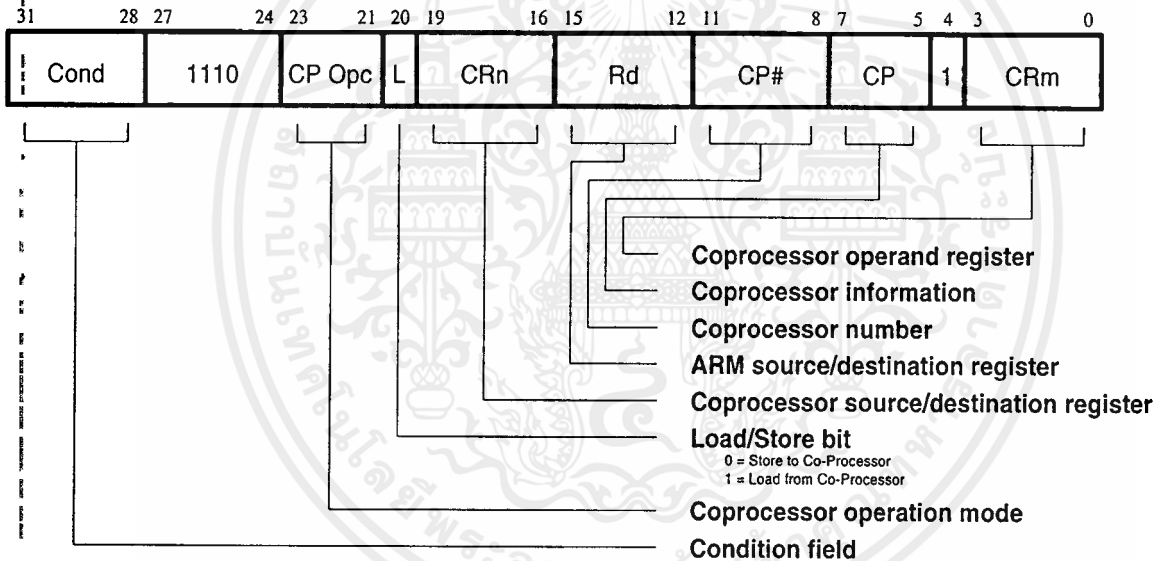 31 28 27 24 23 21 20 19 16 15 12 11 8 7 5 4 3 0
Cond 1110 CP Opc L CRn Rd CP# CP 1 CRm
Coprocessor operand register
Coprocessor information
Coprocessor number
ARM source/destination register
Coprocessor source/destination register
Load/Store bit
0 = Store to Co-Processor
1 = Load from Co-Processor
Coprocessor operation mode
Condition field